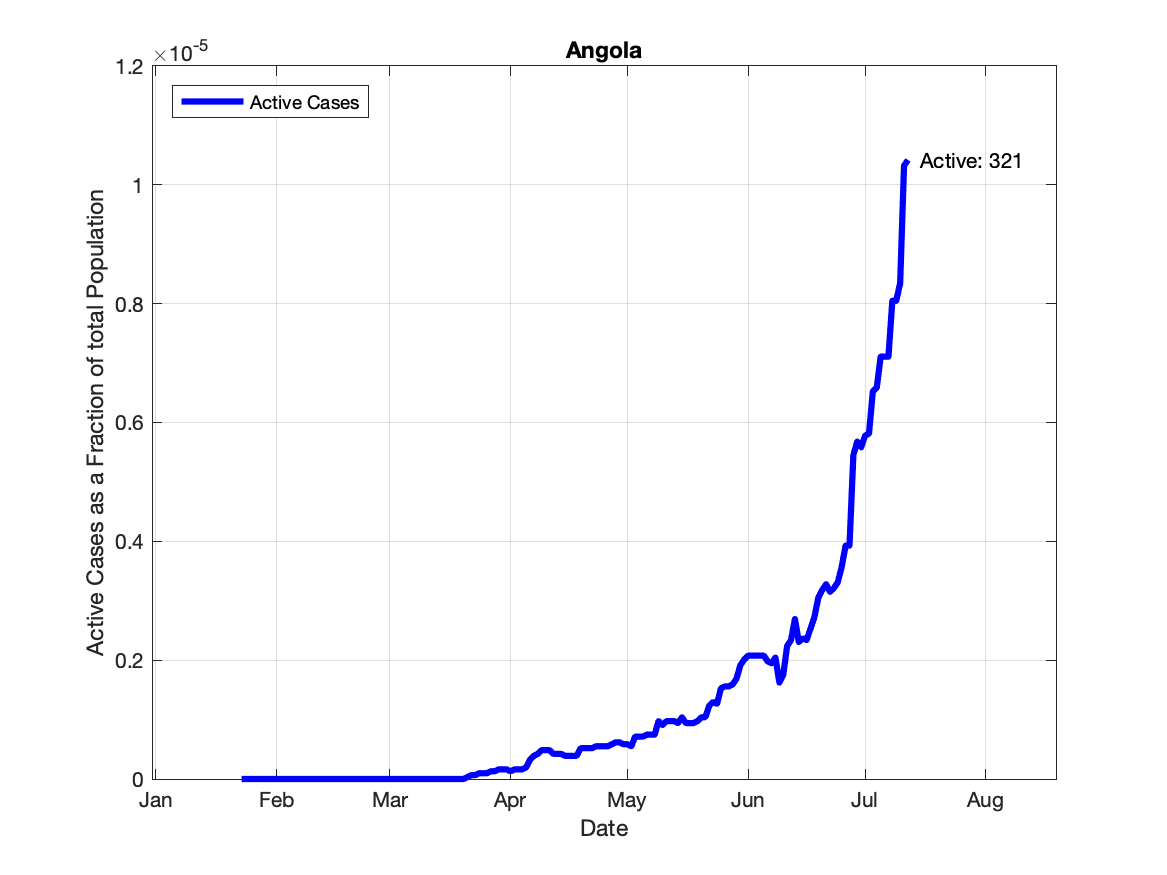 Angola
×10-5
Active Cases
Active: 321
1.2
1
0.8
0.6
0.4
0.2
0
Active Cases as a Fraction of total Population
Jan Feb Mar Apr May Jun Jul Aug
Date